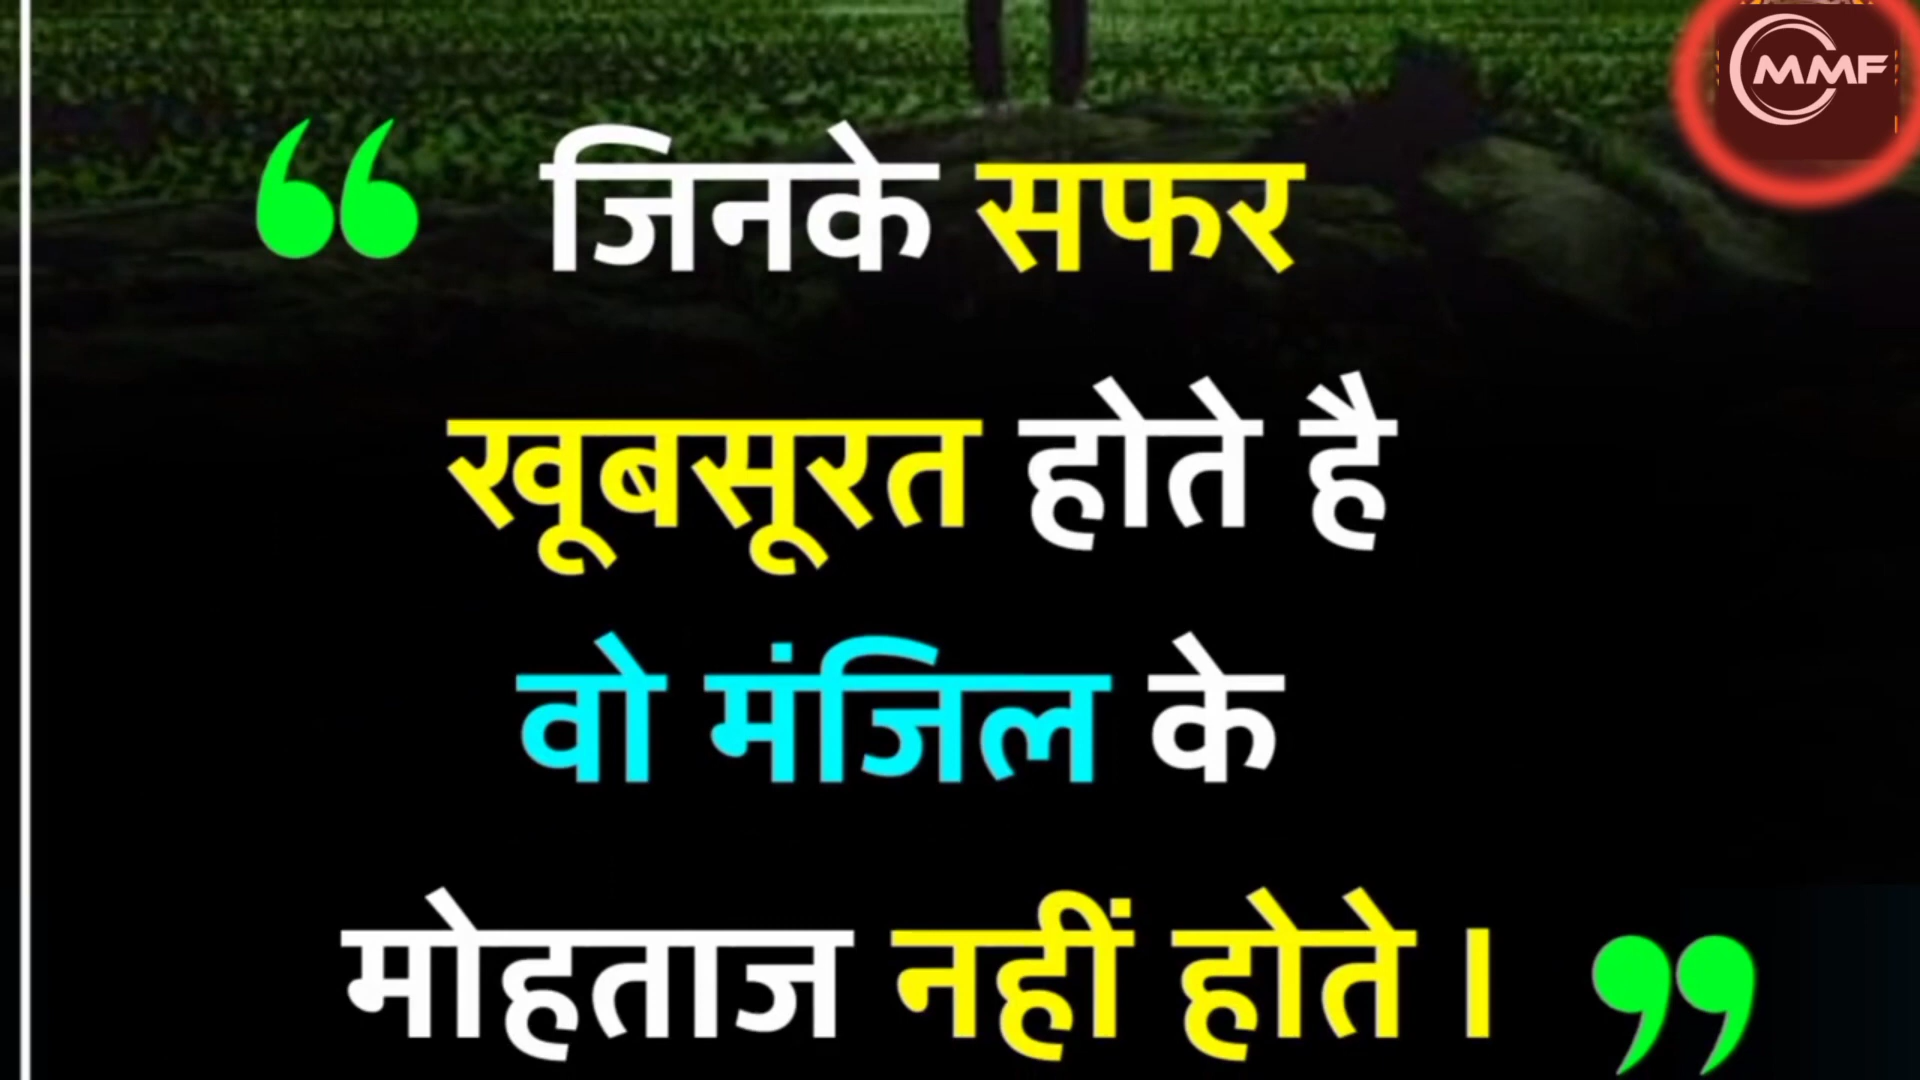 MMF
“ जिनके सफर
खूबसूरत होते है
वो मंजिल के
मोहताज नहीं होते । ”